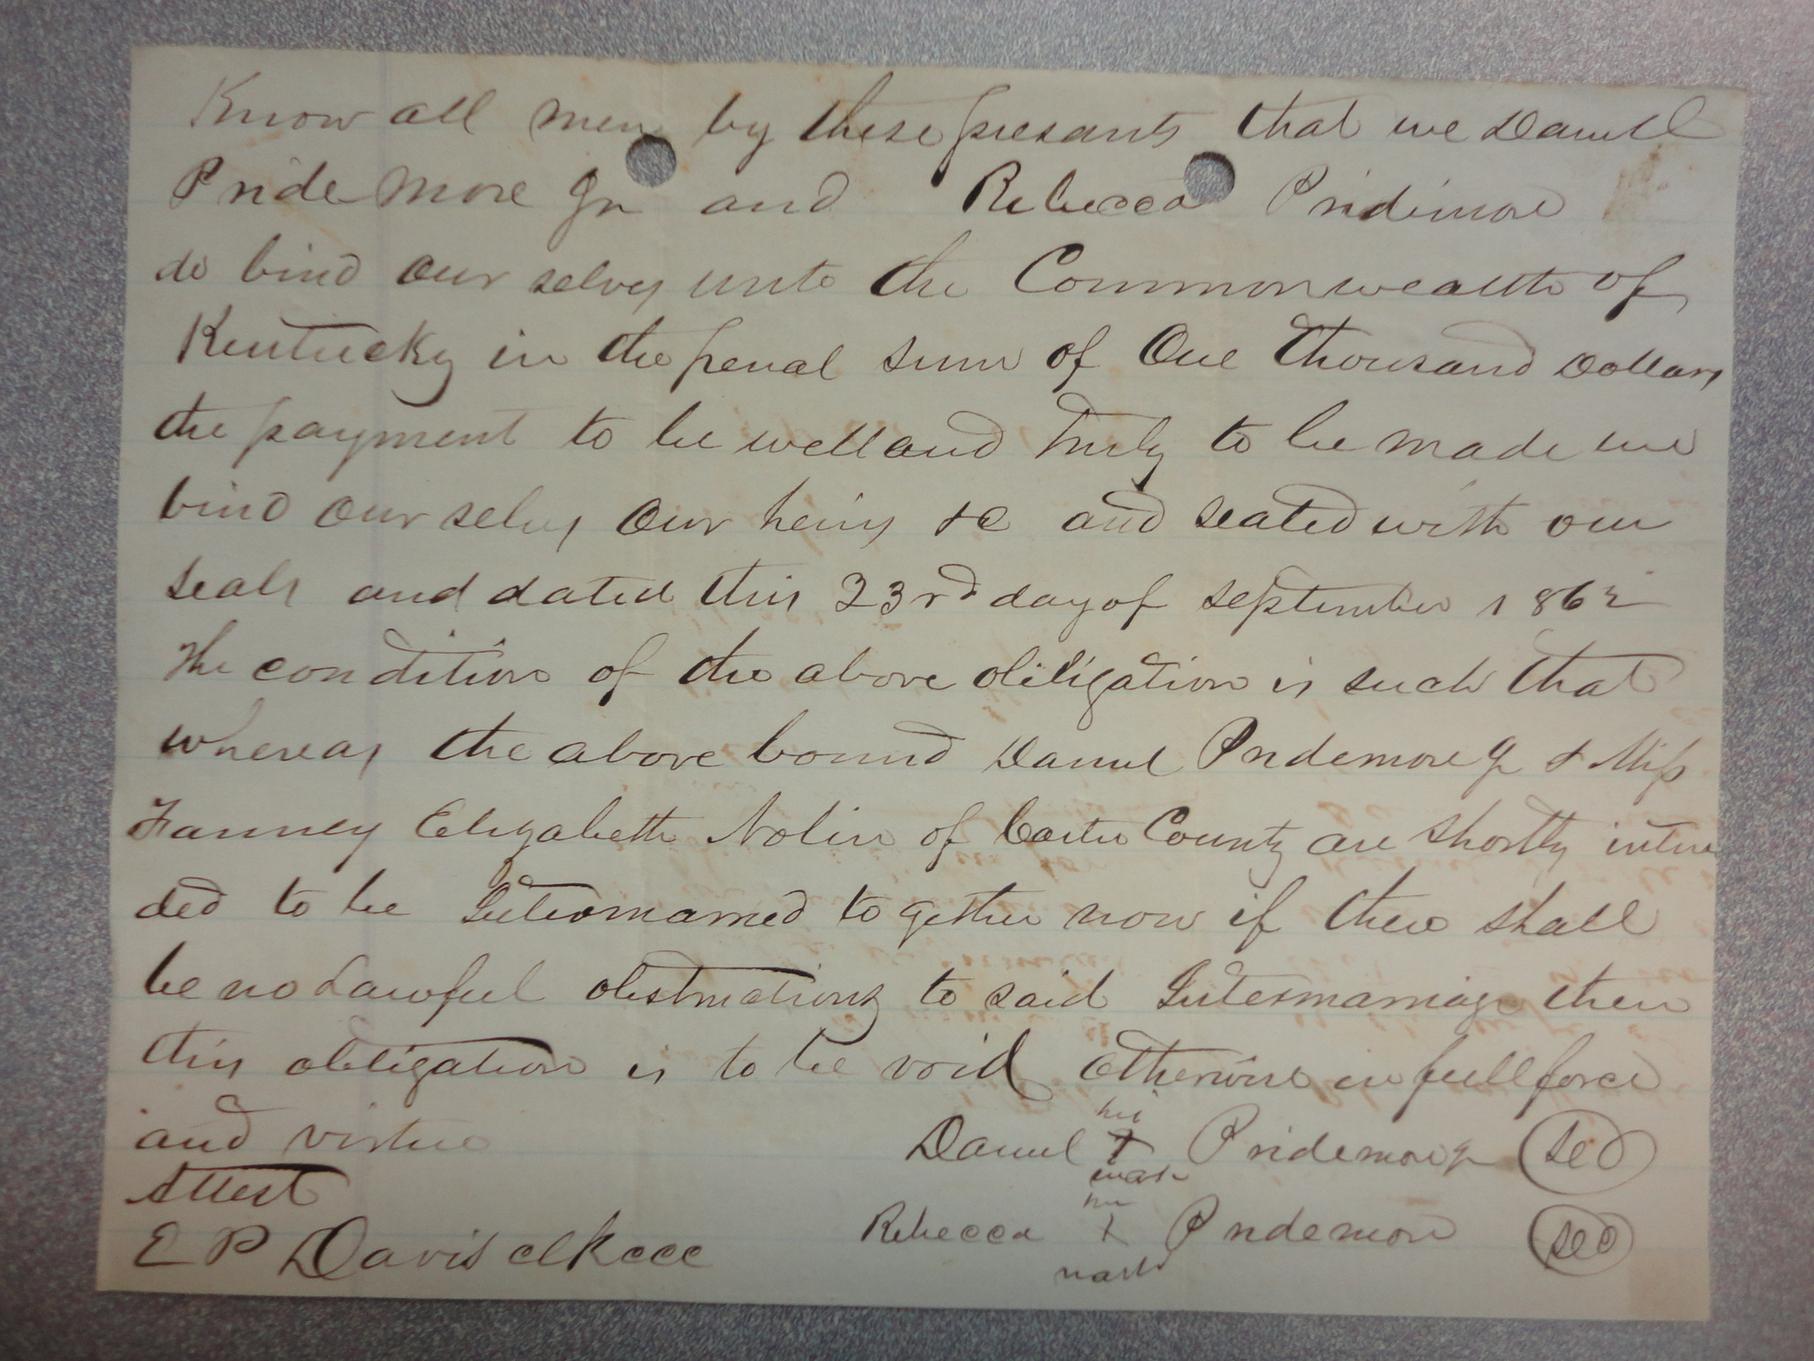 Know all men by these presants that we Daniel
Pridemore Jr and Rebecca Pridimore
do bind our selves unto the Commonwealth of
Kentucky in the penal sum of One thousand Dollars
the payment to be well and truly to be made we
bind our selves our heirs &c and sealed with our
seals and dated this 23rd day of September 1862
The condition of the above obligation is such that
whereas the above bound Daniel Pridemore Jr & Miss
Fanney Elizabeth Nolin of Carter County are shortly inten
ded to be Intermarried together now if there shall
be no Lawful obstructions to said Intermarriage then
this obligation is to be void otherwise in full force
and virtue
his
Daniel X Pridemore Jr Sed
mark
Attest
her
Rebecca X Pridemore Seo
mark
E P Davis clk ccc